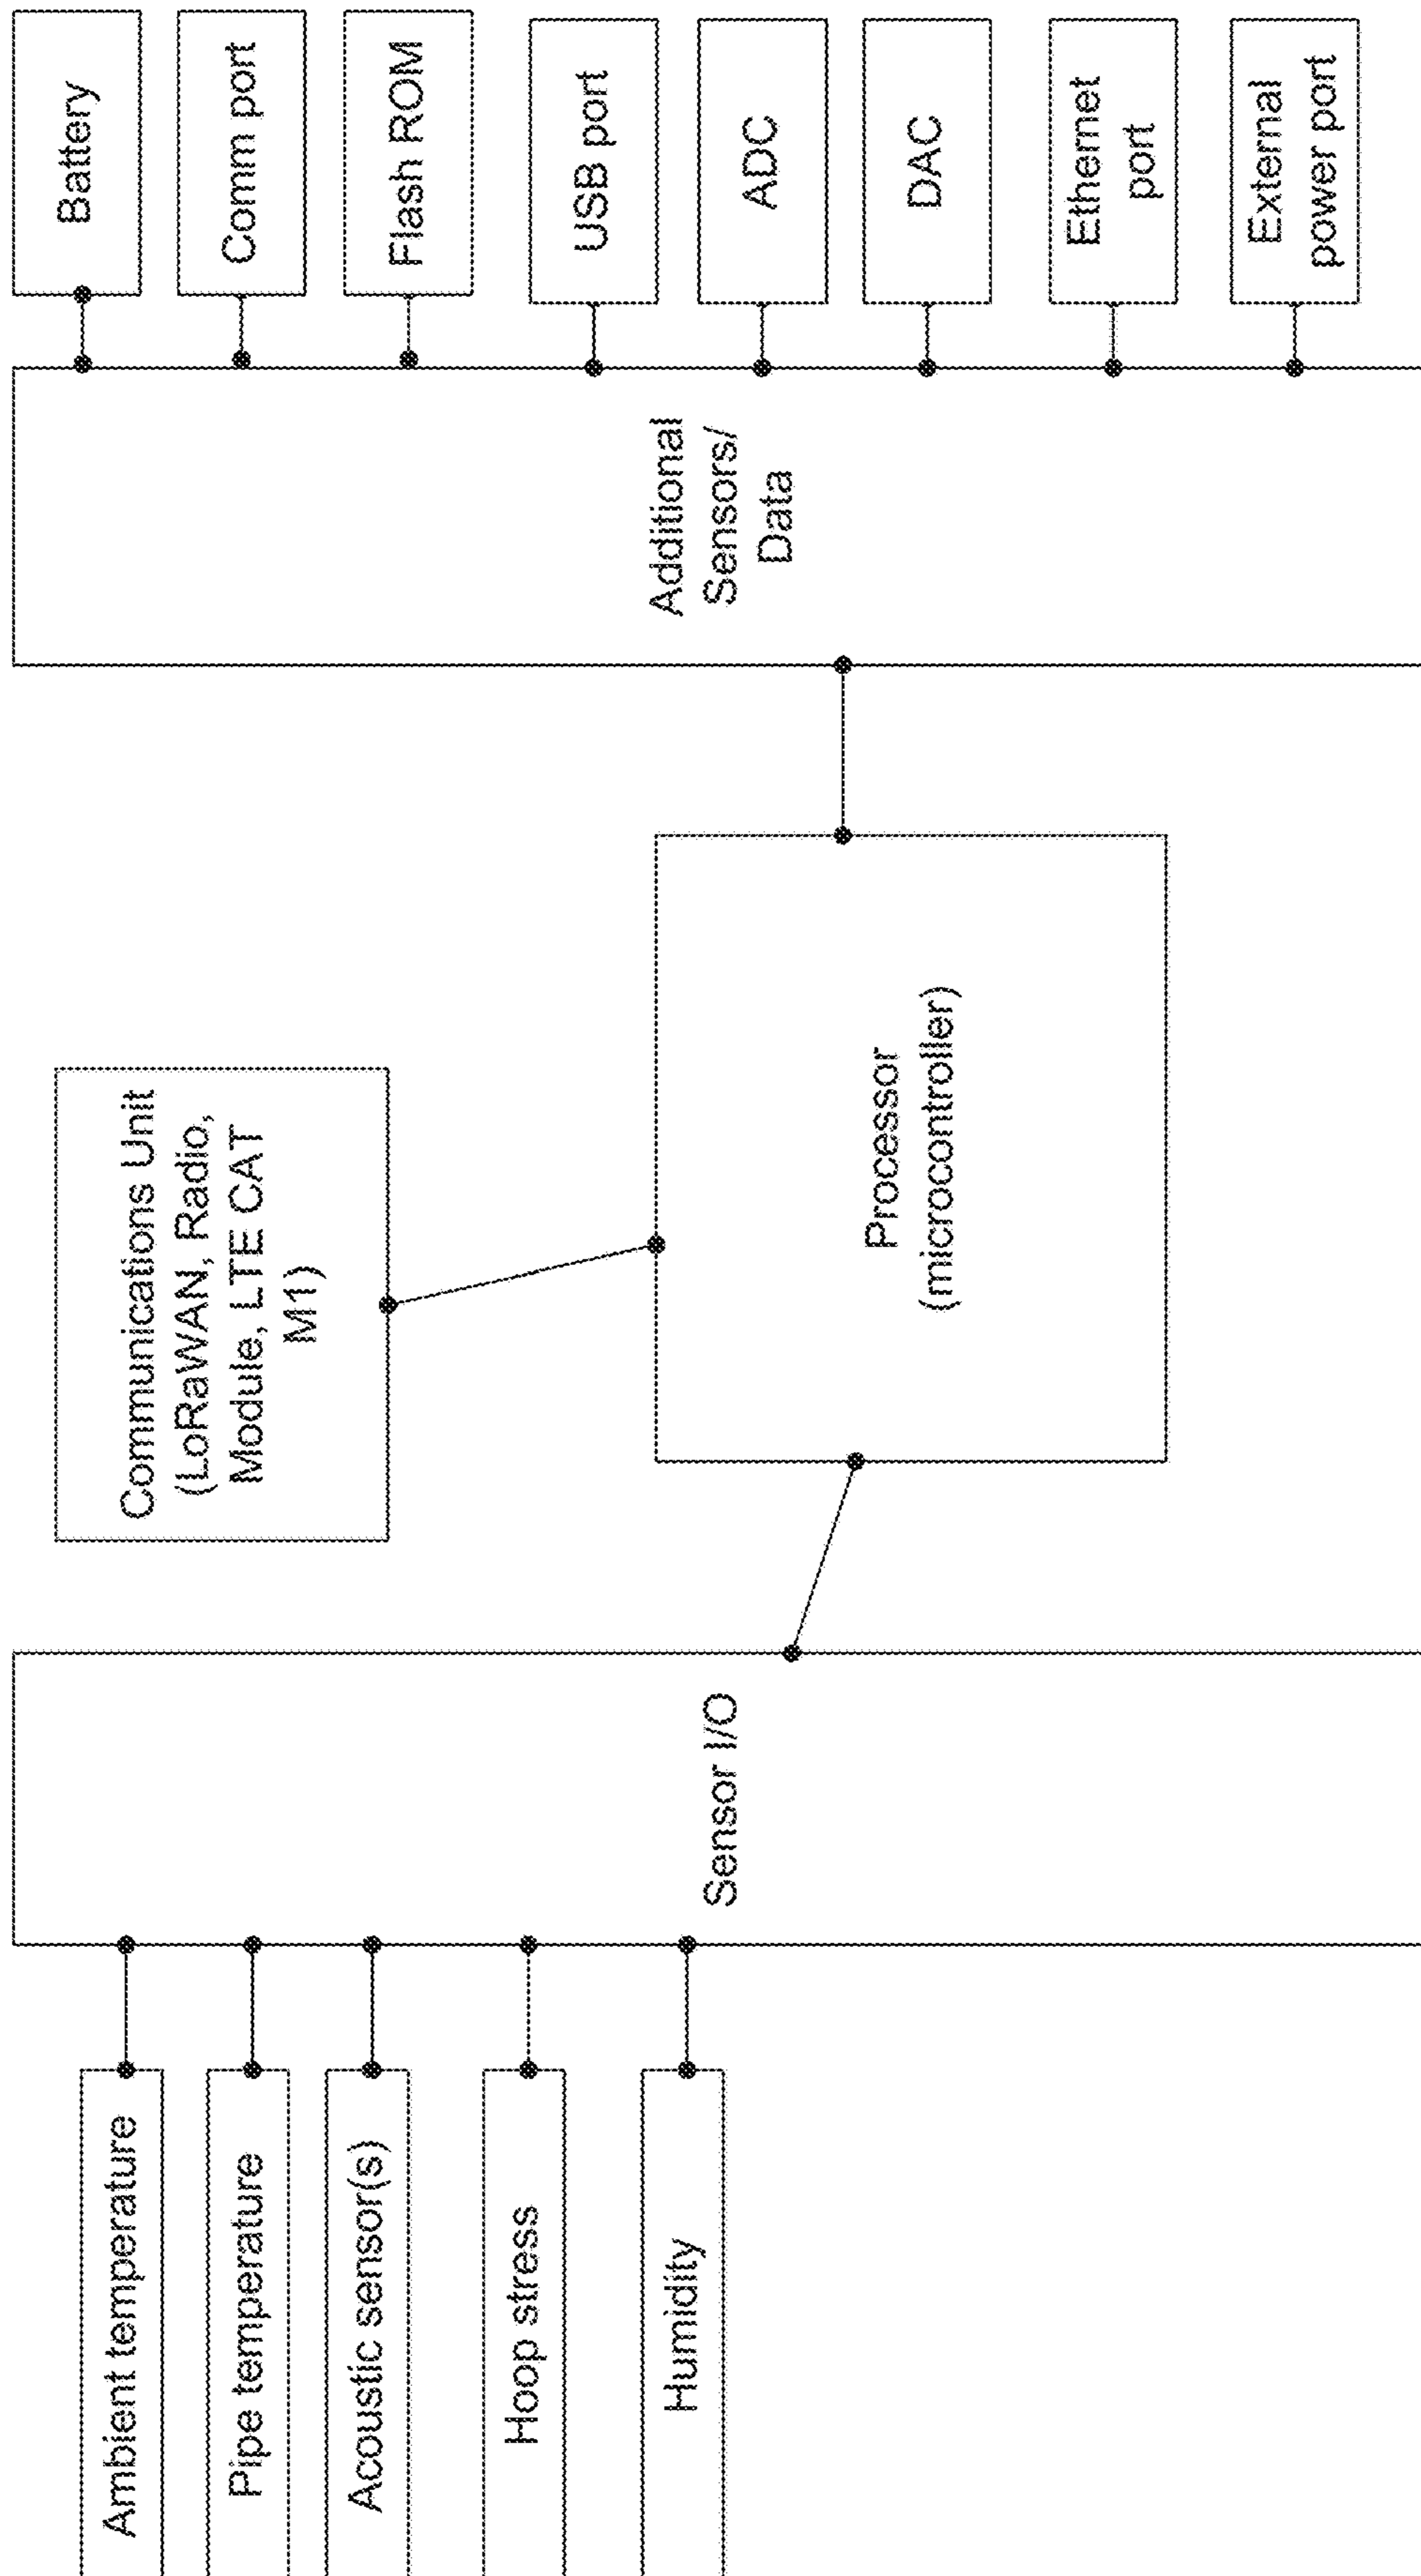 Ambient temperature
Pipe temperature
Acoustic sensor(s)
Hoop stress
Humidity
Sensor I/O
Communications Unit
(LoRaWAN, Radio,
Module, LTE CAT
M1)
Processor
(microcontroller)
Additional
Sensors/
Data
Battery
Comm port
Flash ROM
USB port
ADC
DAC
Ethernet
port
External
power port